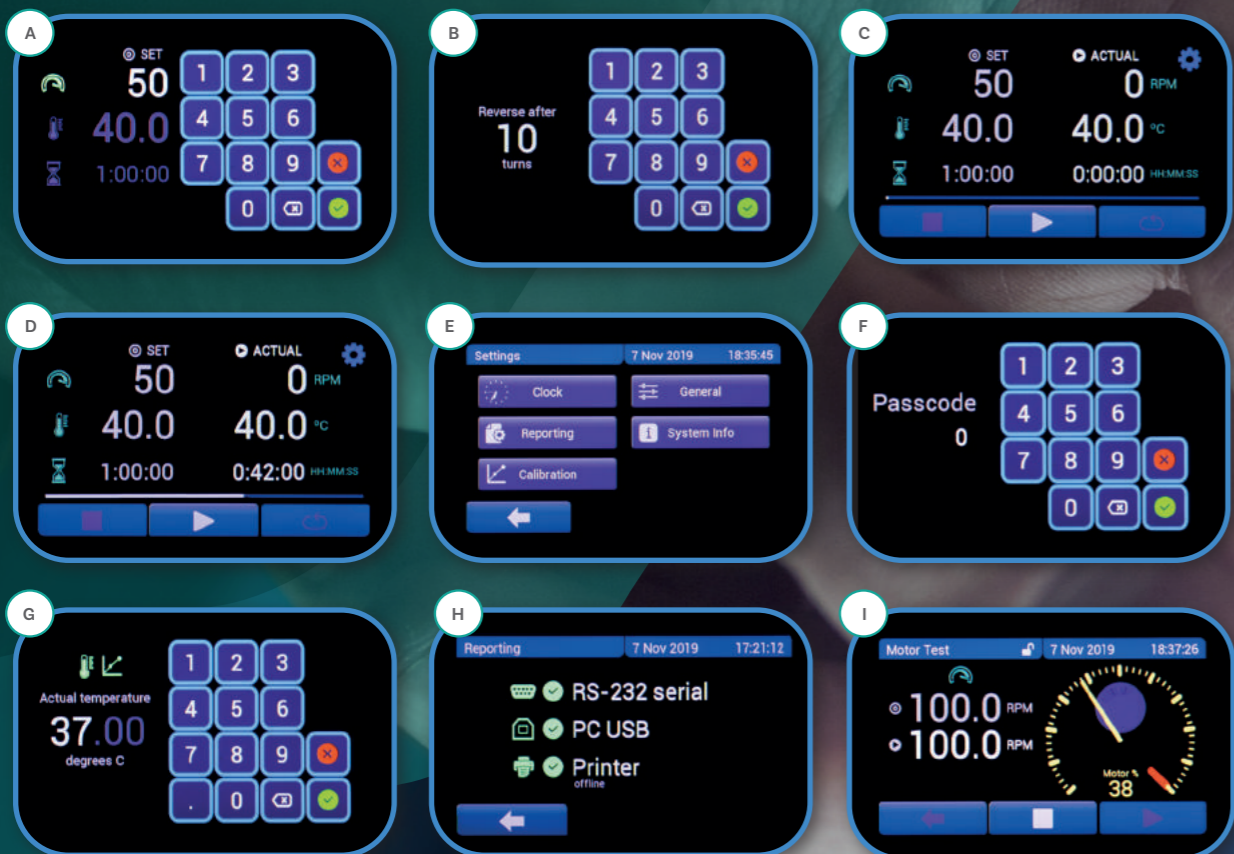 A
SET
50
40.0
1:00:00
1 2 3
4 5 6
7 8 9
0
B
Reverse after
10
turns
1 2 3
4 5 6
7 8 9
0
C
SET ACTUAL
50 0 RPM
40.0 40.0 °C
1:00:00 0:00:00 HH:MM:SS
D
SET ACTUAL
50 0 RPM
40.0 40.0 °C
1:00:00 0:42:00 HH:MM:SS
E
Settings 7 Nov 2019 18:35:45
Clock General
Reporting System Info
Calibration
F
Passcode
0
1 2 3
4 5 6
7 8 9
0
G
Actual temperature
37.00
degrees C
1 2 3
4 5 6
7 8 9
. 0
H
Reporting 7 Nov 2019 17:21:12
RS-232 serial
PC USB
Printer
offline
I
Motor Test 7 Nov 2019 18:37:26
100.0 RPM
100.0 RPM
Motor %
38